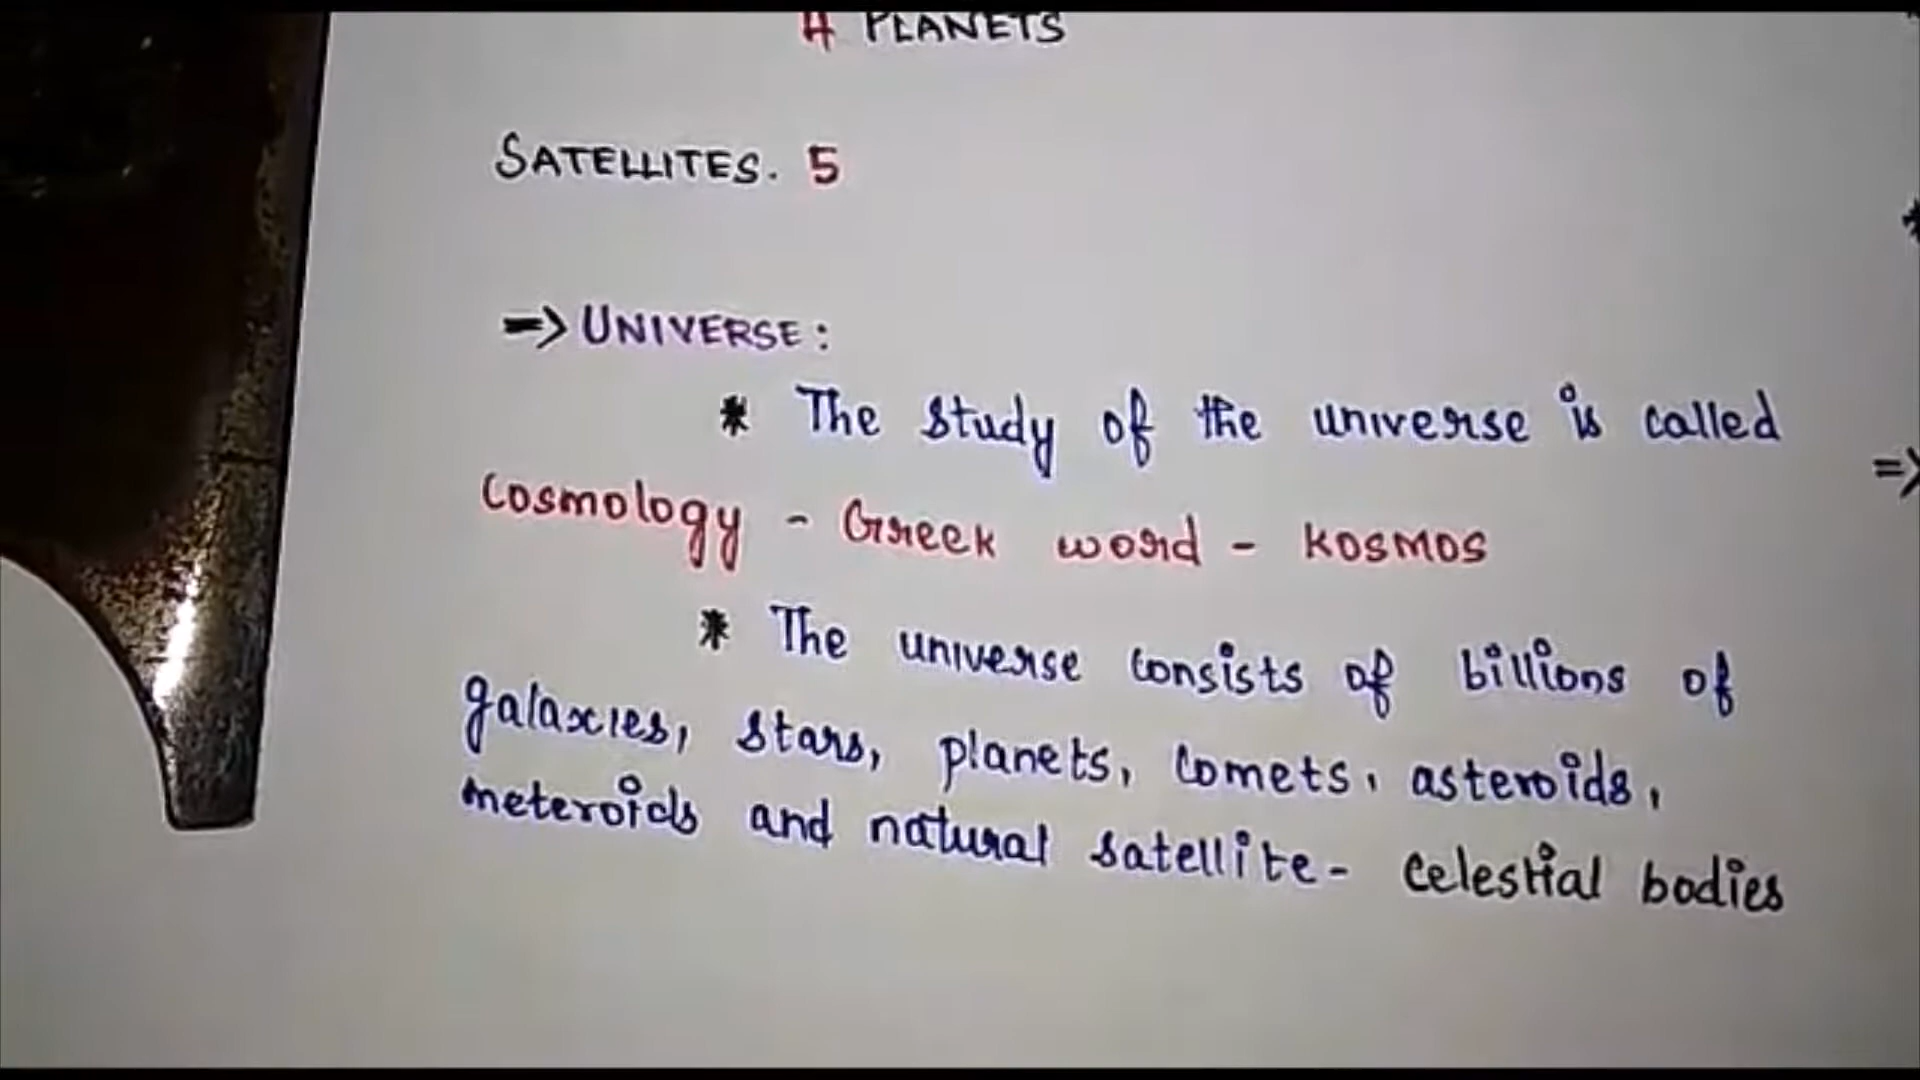 4 PLANETS
SATELLITES. 5
=> UNIVERSE:
* The study of the universe is called
Cosmology - Greek word - KOSMOS
* The universe consists of billions of
galaxies, stars, planets, comets, asteroids,
meteroids and natural satellite - celestial bodies